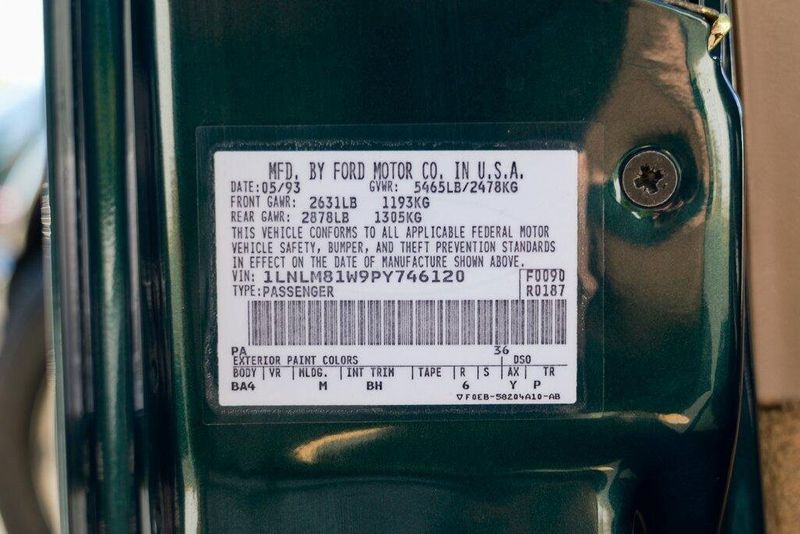 MFD. BY FORD MOTOR CO. IN U.S.A.
DATE: 05/93 GVWR: 5465LB/2478KG
FRONT GAWR: 2631LB 1193KG
REAR GAWR: 2878LB 1305KG
THIS VEHICLE CONFORMS TO ALL APPLICABLE FEDERAL MOTOR
VEHICLE SAFETY, BUMPER, AND THEFT PREVENTION STANDARDS
IN EFFECT ON THE DATE OF MANUFACTURE SHOWN ABOVE.
VIN: 1LNLM81W9PY746120 F0090
TYPE: PASSENGER R0187
PA 36
EXTERIOR PAINT COLORS DSO
BODY VR MLDG. INT TRIM TAPE R S AX TR
BA4 M BH 6 Y P
▽F0EB-58204A10-AB